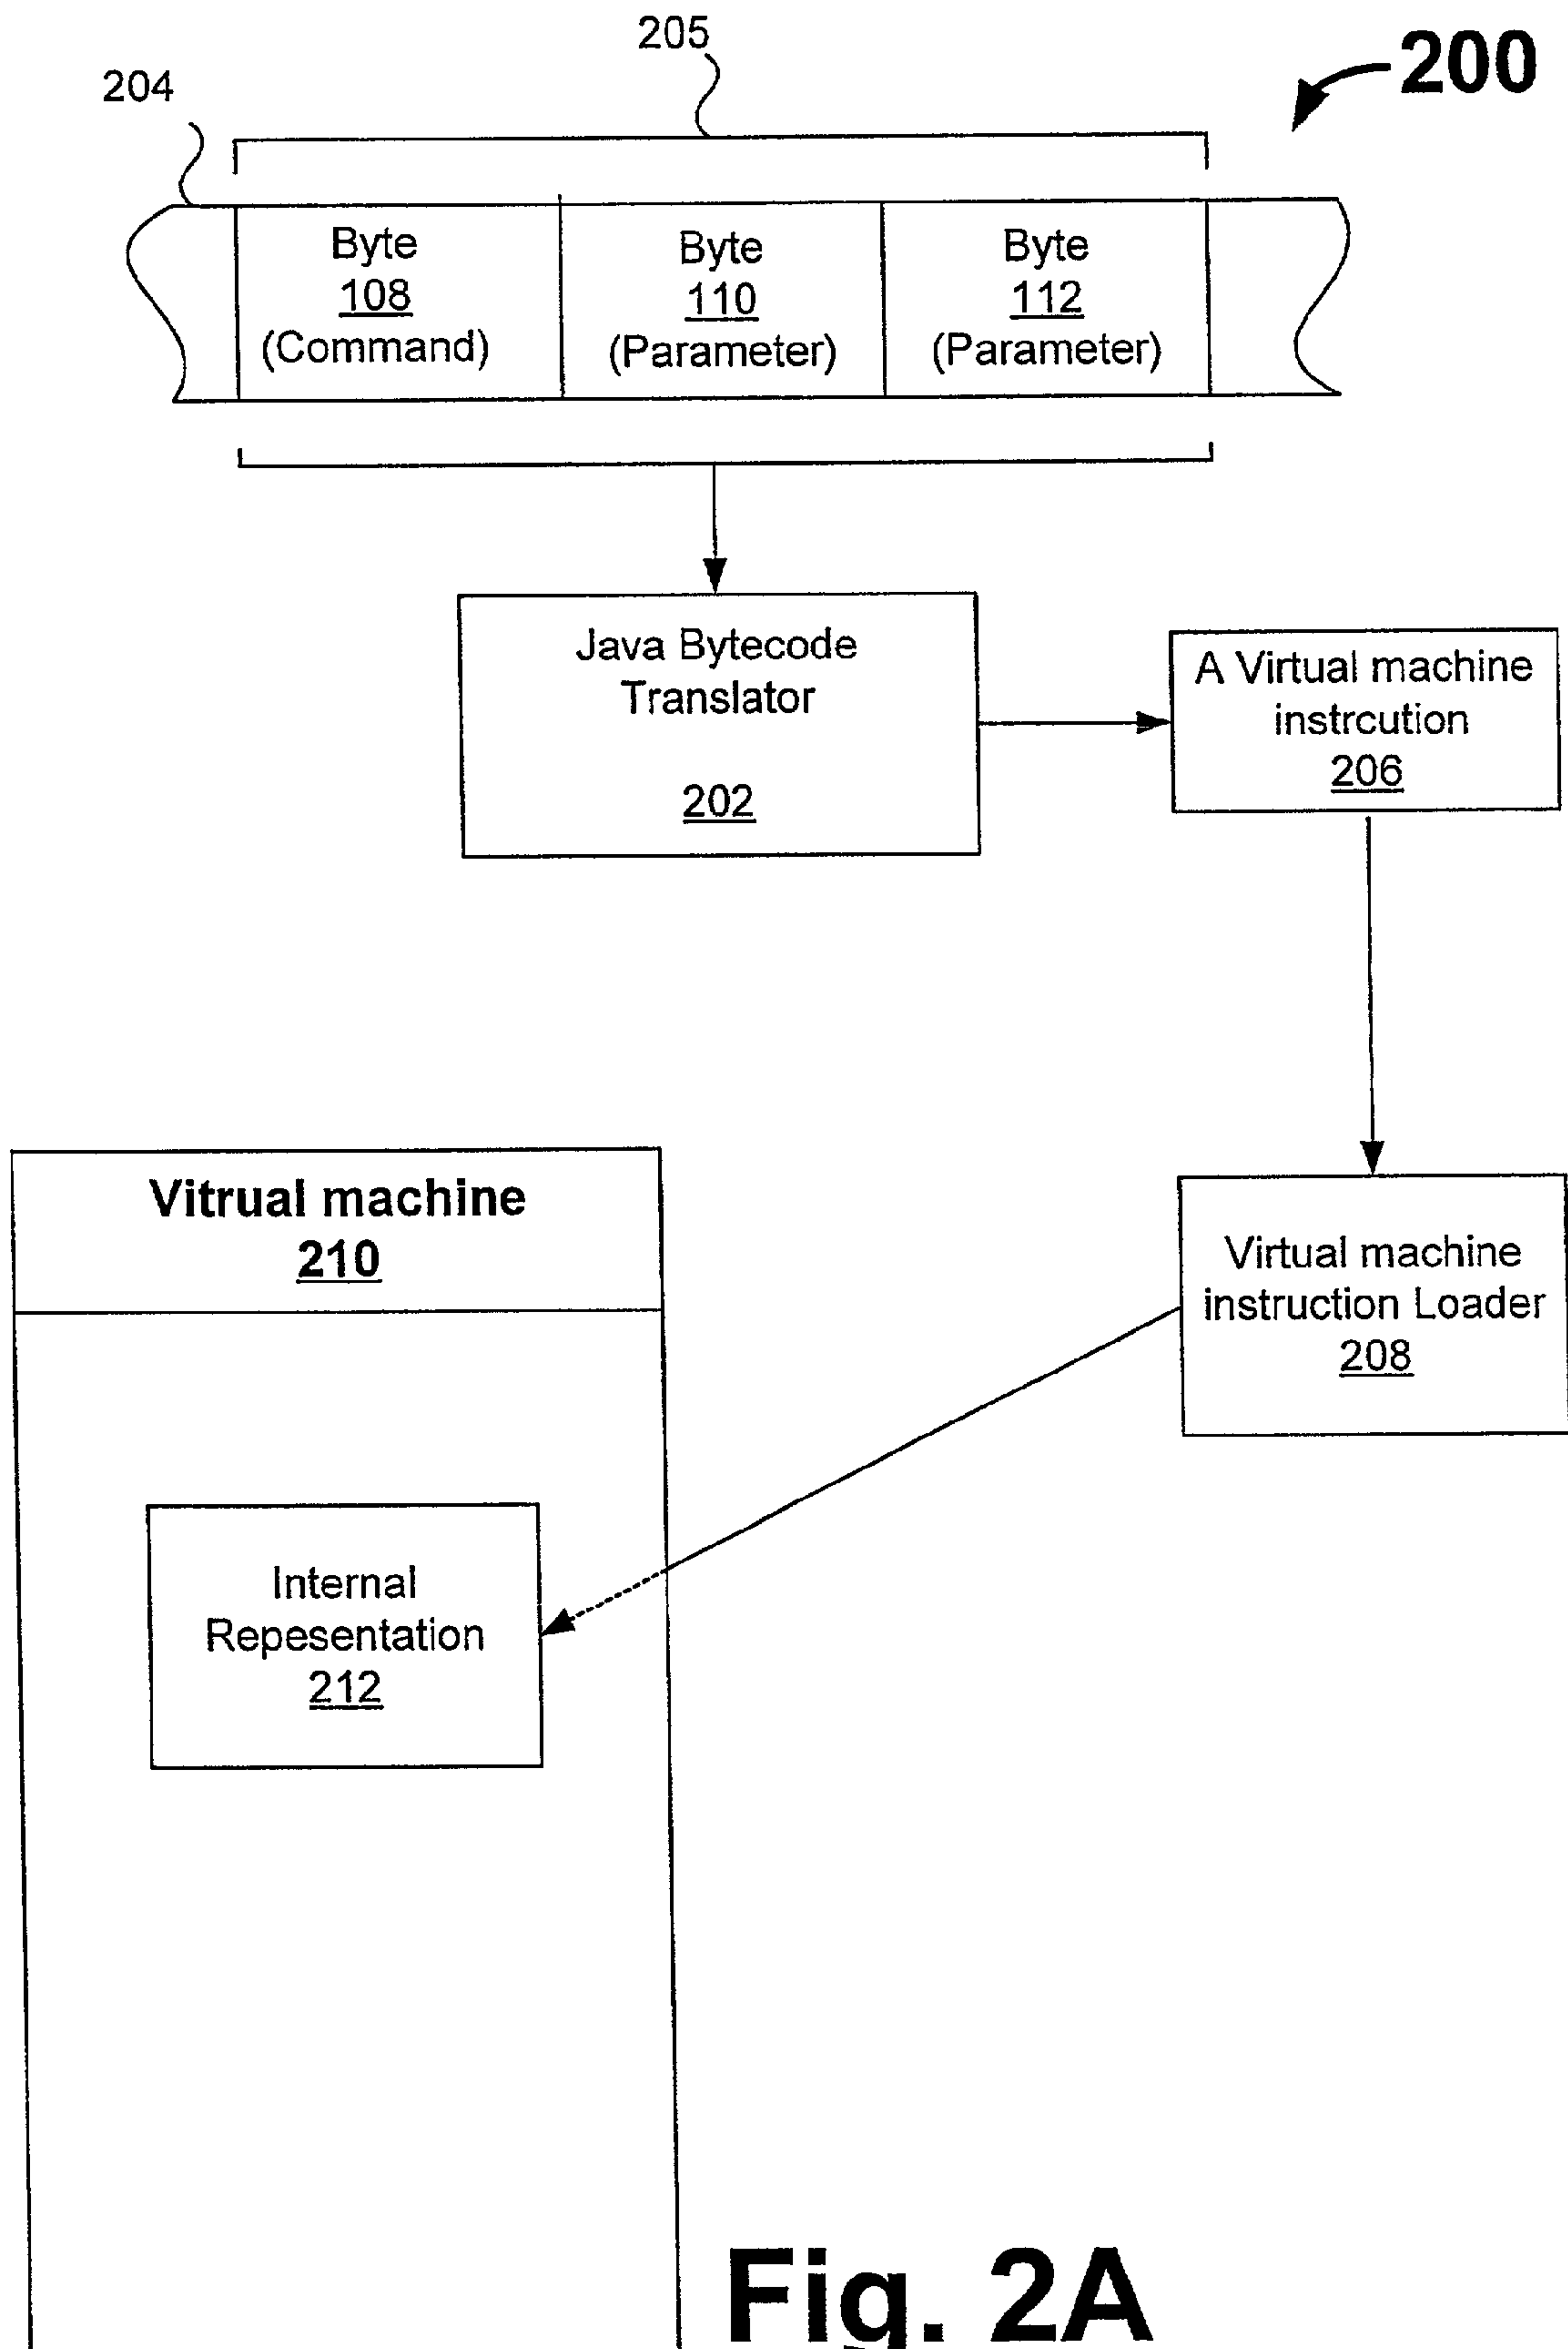 205
200
204
Byte
108
(Command)
Byte
110
(Parameter)
Byte
112
(Parameter)
Java Bytecode
Translator
202
A Virtual machine
instrcution
206
Vitrual machine
210
Virtual machine
instruction Loader
208
Internal
Repesentation
212
Fig. 2A